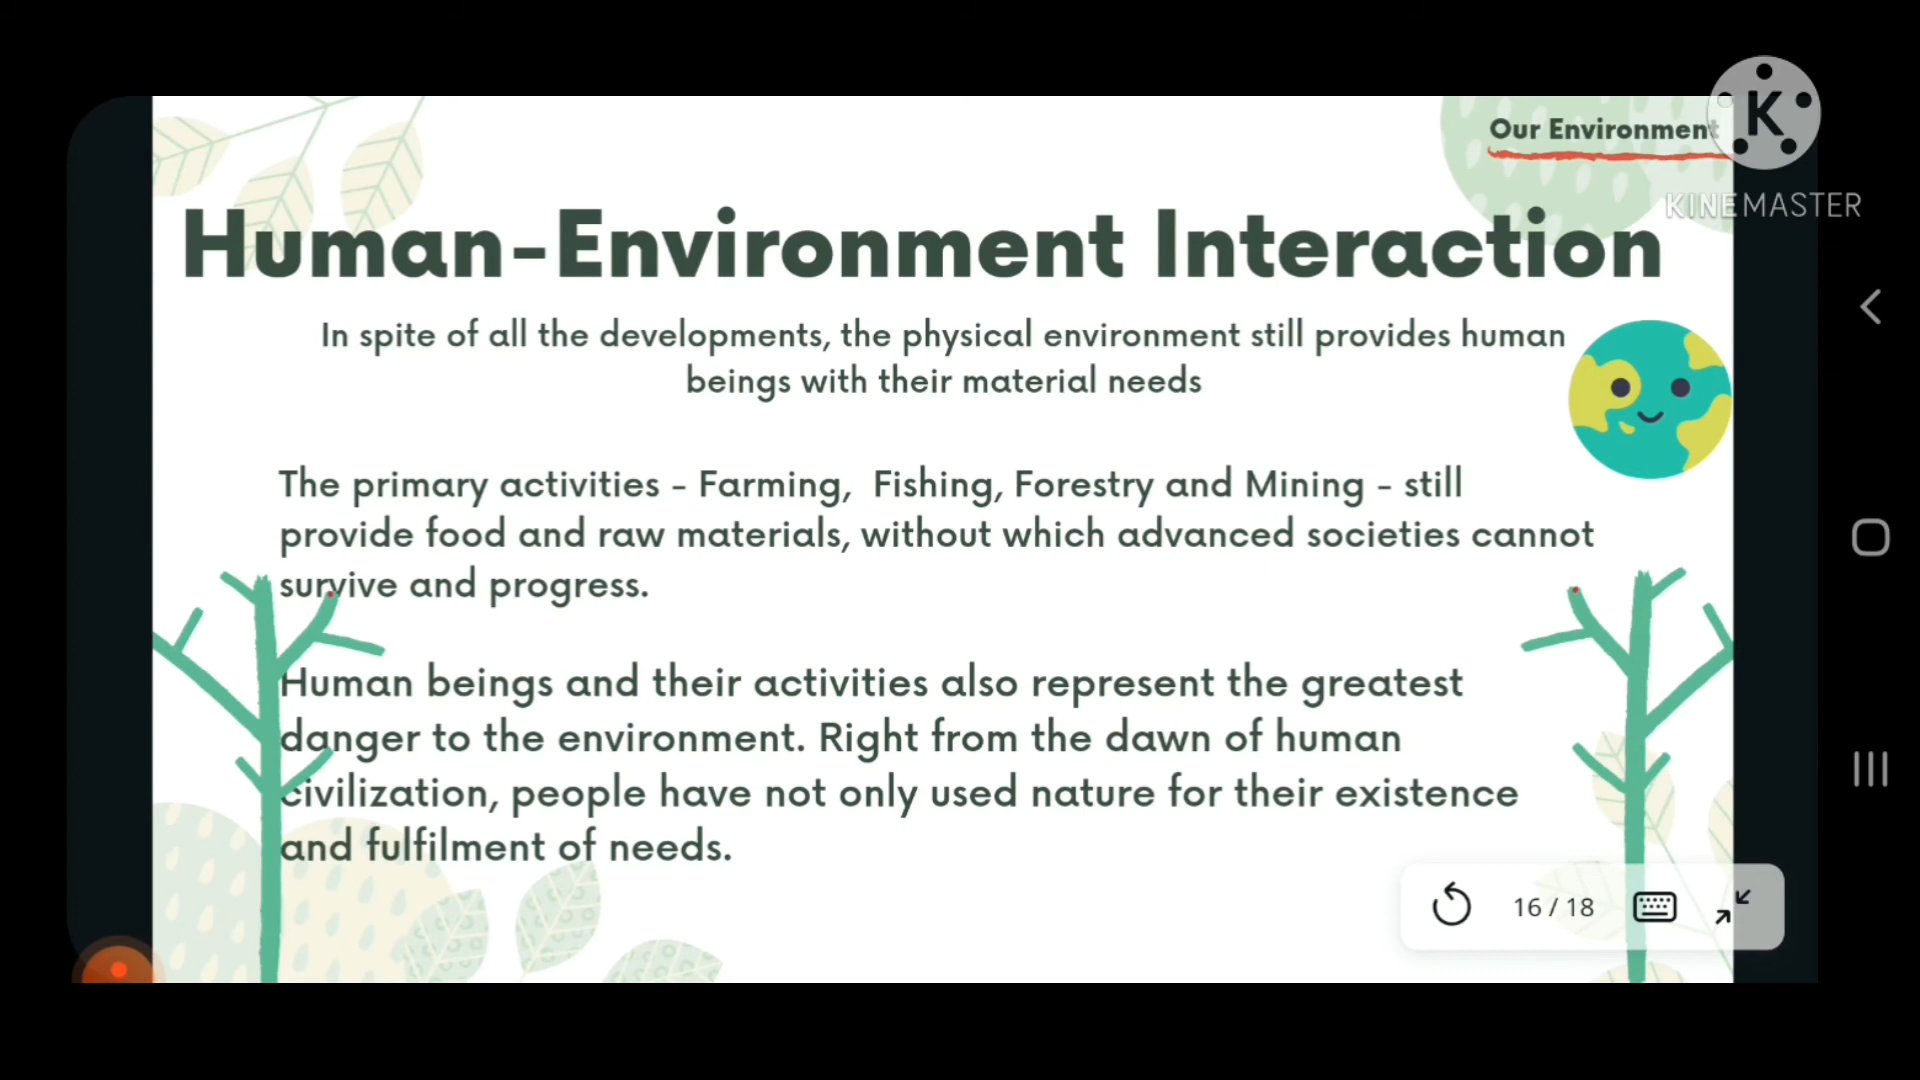 Our Environment
K
KINEMASTER
Human-Environment Interaction
In spite of all the developments, the physical environment still provides human
beings with their material needs
The primary activities - Farming,  Fishing, Forestry and Mining - still
provide food and raw materials, without which advanced societies cannot
survive and progress.
Human beings and their activities also represent the greatest
danger to the environment. Right from the dawn of human
civilization, people have not only used nature for their existence
and fulfilment of needs.
16 / 18